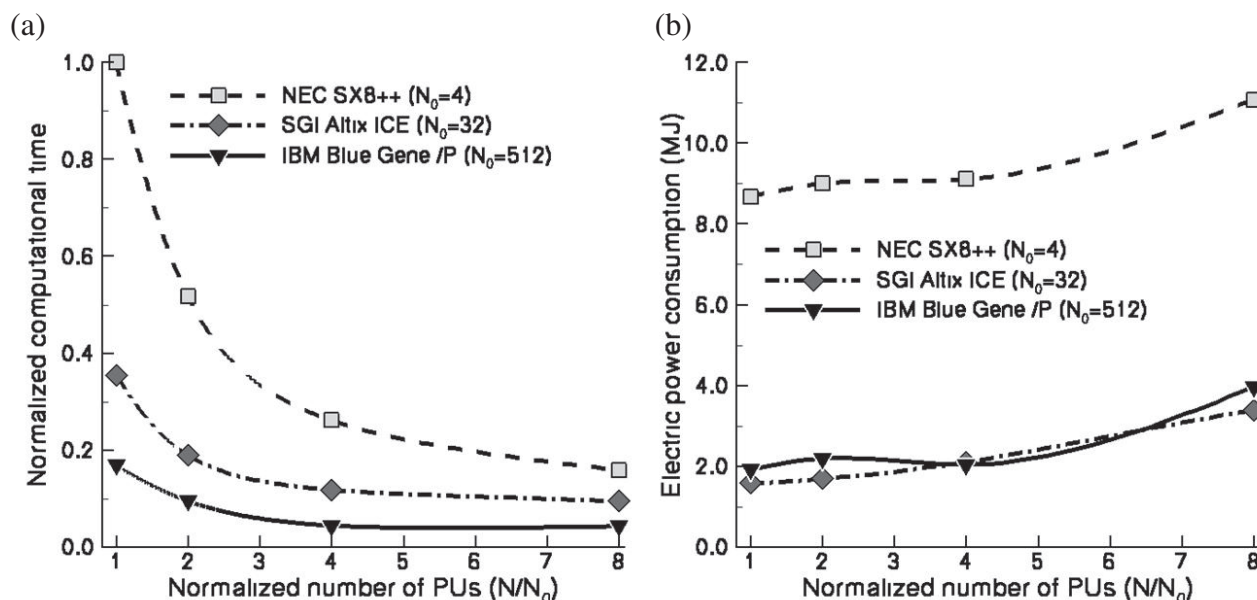 (a)
1.0
0.8
0.6
0.4
0.2
0.0
Normalized computational time
NEC SX8++ (N₀=4)
SGI Altix ICE (N₀=32)
IBM Blue Gene /P (N₀=512)
1 2 3 4 5 6 7 8
Normalized number of PUs (N/N₀)
(b)
12.0
10.0
8.0
6.0
4.0
2.0
0.0
Electric power consumption (MJ)
NEC SX8++ (N₀=4)
SGI Altix ICE (N₀=32)
IBM Blue Gene /P (N₀=512)
1 2 3 4 5 6 7 8
Normalized number of PUs (N/N₀)